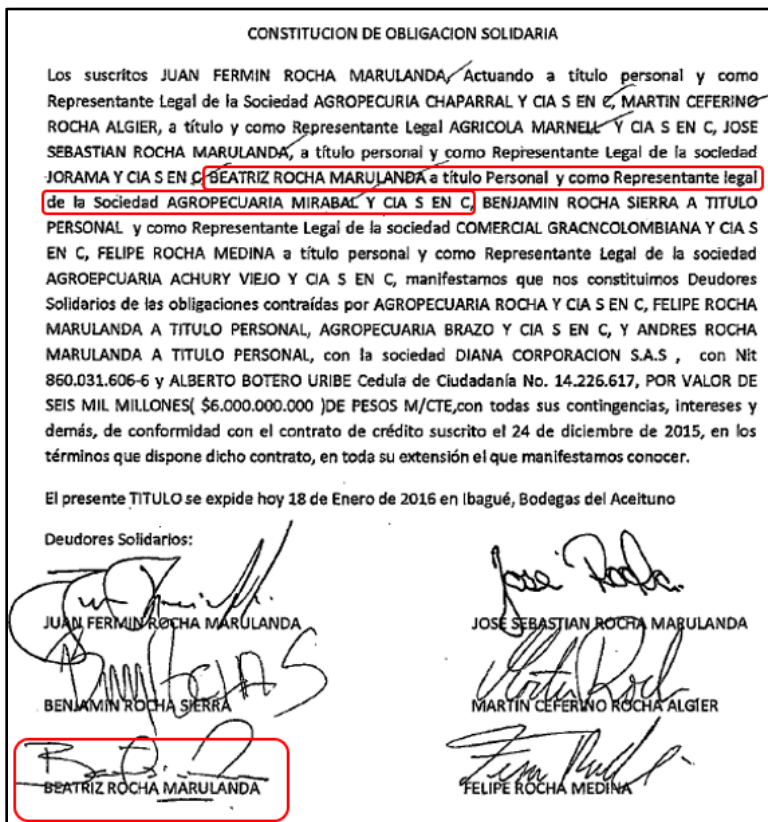 CONSTITUCION DE OBLIGACION SOLIDARIA
Los suscritos JUAN FERMIN ROCHA MARULANDA, Actuando a título personal y como
Representante Legal de la Sociedad AGROPECURIA CHAPARRAL Y CIA S EN C, MARTIN CEFERINO
ROCHA ALGIER, a título y como Representante Legal AGRICOLA MARNELL Y CIA S EN C, JOSE
SEBASTIAN ROCHA MARULANDA, a título personal y como Representante Legal de la sociedad
JORAMA Y CIA S EN C, BEATRIZ ROCHA MARULANDA a título Personal y como Representante legal
de la Sociedad AGROPECUARIA MIRABAL Y CIA S EN C, BENJAMIN ROCHA SIERRA A TITULO
PERSONAL y como Representante Legal de la sociedad COMERCIAL GRACNCOLOMBIANA Y CIA S
EN C, FELIPE ROCHA MEDINA a título personal y como Representante Legal de la sociedad
AGROEPCUARIA ACHURY VIEJO Y CIA S EN C, manifestamos que nos constituimos Deudores
Solidarios de las obligaciones contraídas por AGROPECUARIA ROCHA Y CIA S EN C, FELIPE ROCHA
MARULANDA A TITULO PERSONAL, AGROPECUARIA BRAZO Y CIA S EN C, Y ANDRES ROCHA
MARULANDA A TITULO PERSONAL, con la sociedad DIANA CORPORACION S.A.S , con Nit
860.031.606-6 y ALBERTO BOTERO URIBE Cedula de Ciudadanía No. 14.226.617, POR VALOR DE
SEIS MIL MILLONES( $6.000.000.000 )DE PESOS M/CTE,con todas sus contingencias, intereses y
demás, de conformidad con el contrato de crédito suscrito el 24 de diciembre de 2015, en los
términos que dispone dicho contrato, en toda su extensión el que manifestamos conocer.
El presente TITULO se expide hoy 18 de Enero de 2016 en Ibagué, Bodegas del Aceituno
Deudores Solidarios:
Jose Rocha
JUAN FERMIN ROCHA MARULANDA
JOSE SEBASTIAN ROCHA MARULANDA
BENJAMIN ROCHA SIERRA
MARTIN CEFERINO ROCHA ALGIER
BEATRIZ ROCHA MARULANDA
FELIPE ROCHA MEDINA